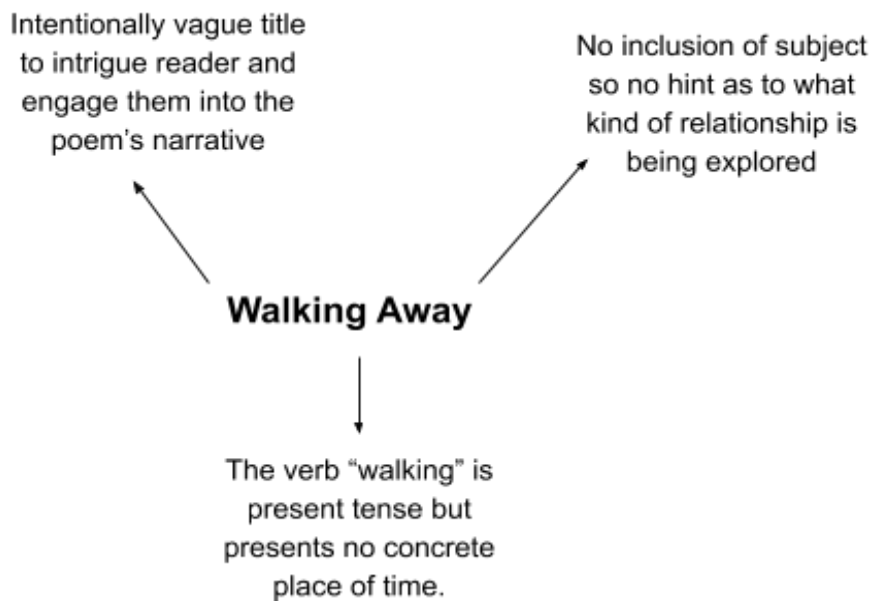 Intentionally vague title
to intrigue reader and
engage them into the
poem’s narrative
No inclusion of subject
so no hint as to what
kind of relationship is
being explored
Walking Away
The verb “walking” is
present tense but
presents no concrete
place of time.